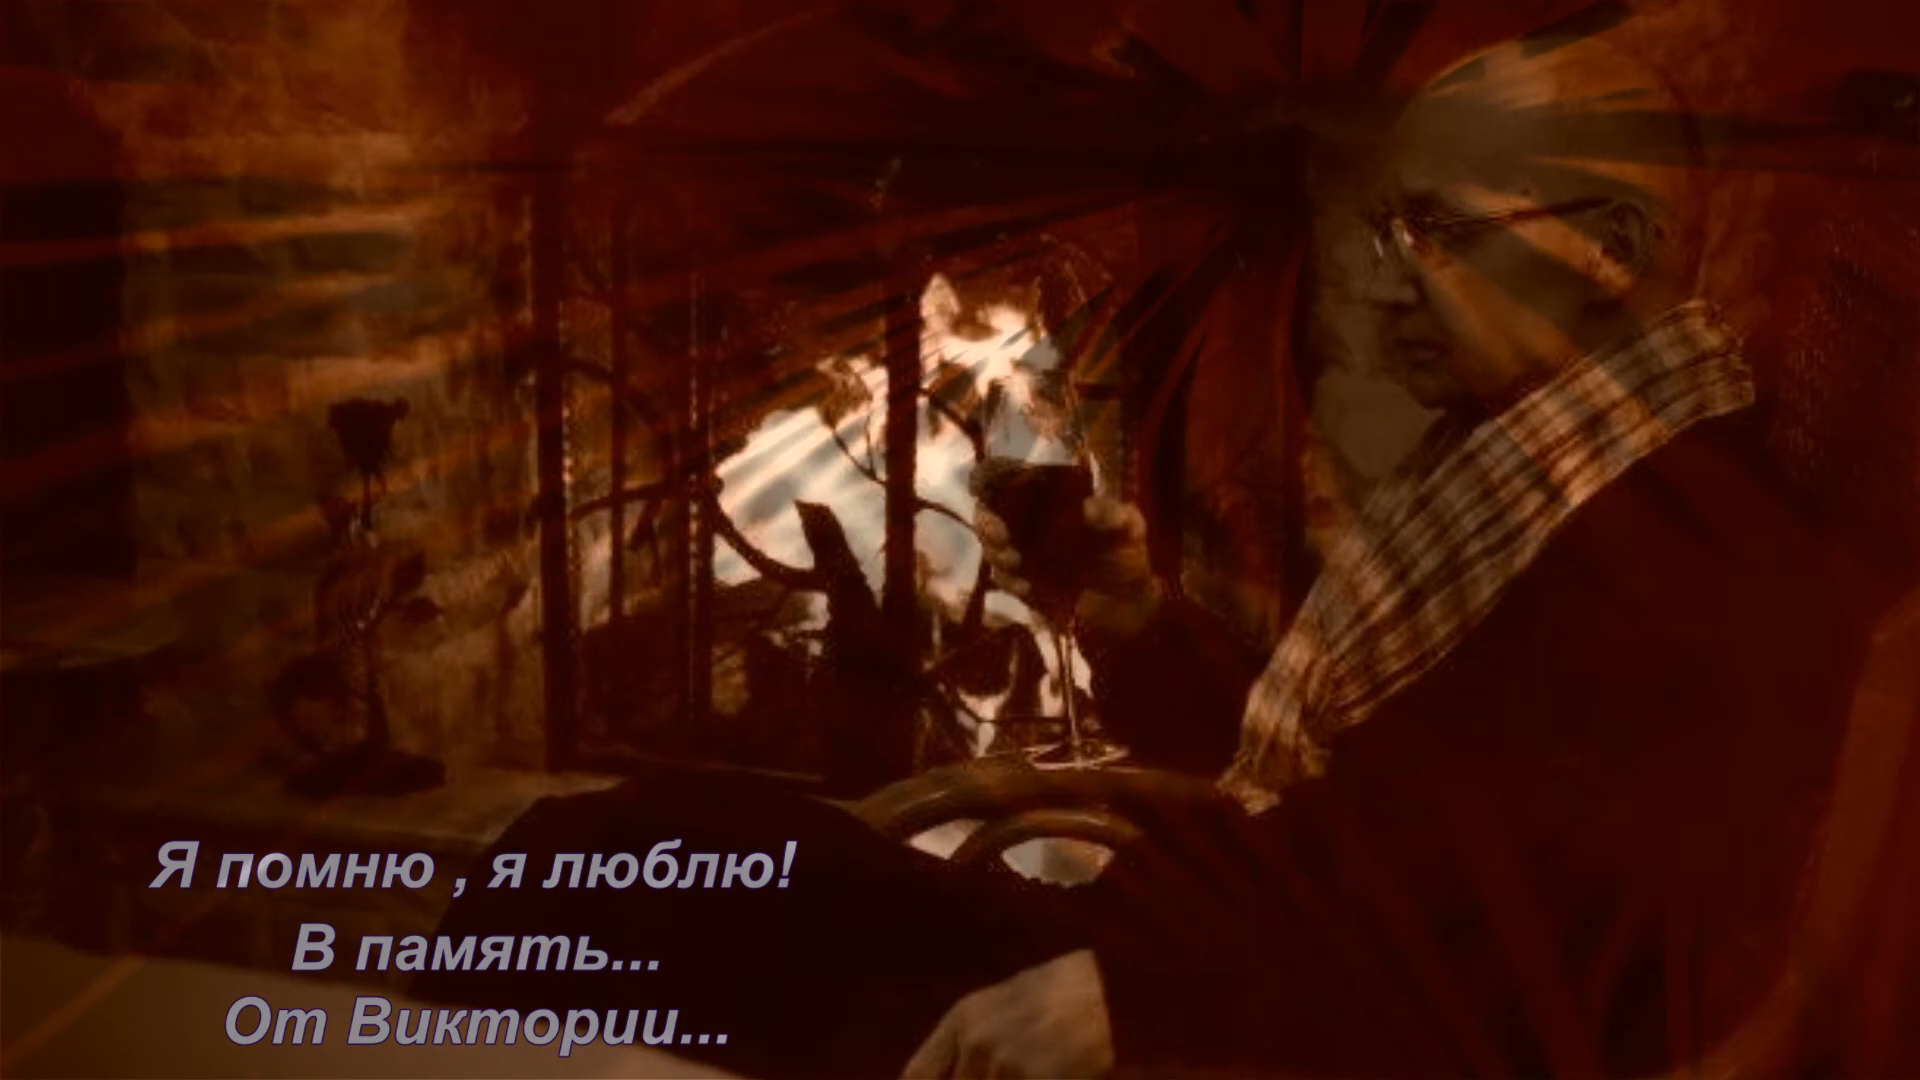 Я помню , я люблю!
В память...
От Виктории...